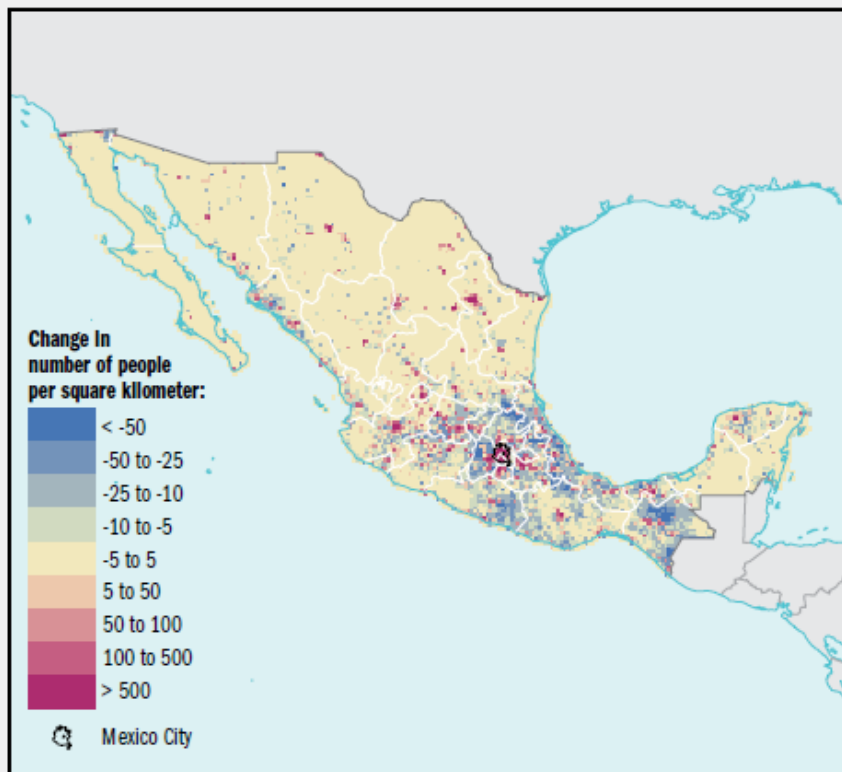 Change in
number of people
per square kilometer:
< -50
-50 to -25
-25 to -10
-10 to -5
-5 to 5
5 to 50
50 to 100
100 to 500
> 500
Mexico City